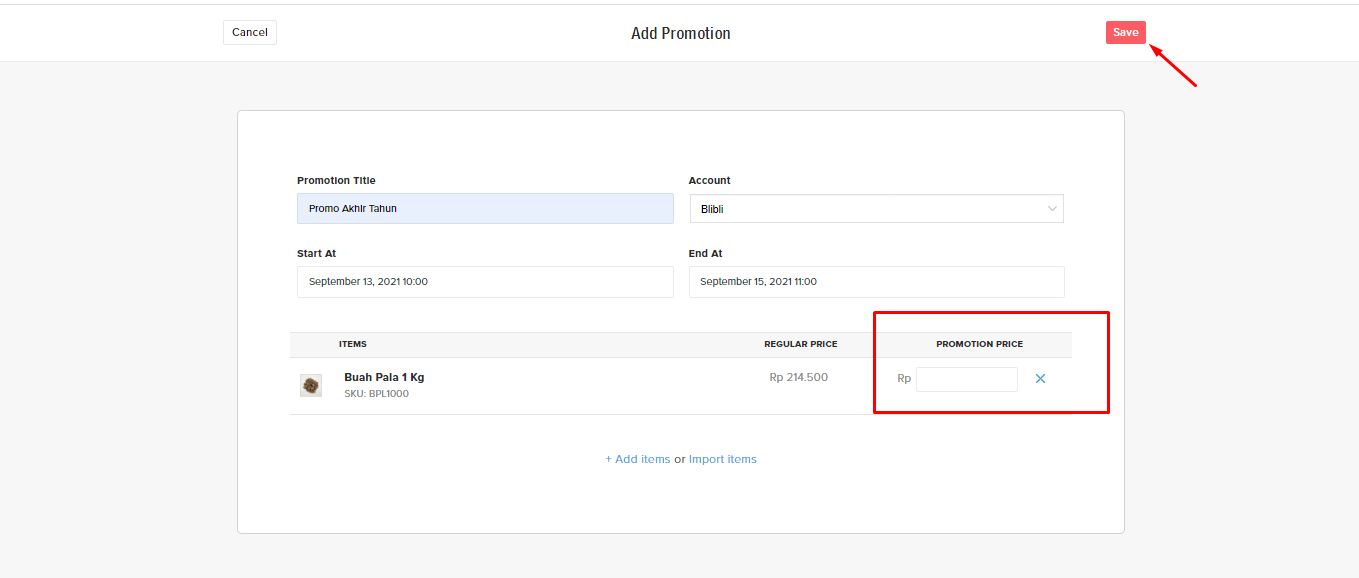 Cancel
Add Promotion
Save
Promotion Title
Account
Promo Akhir Tahun
Blibli
Start At
End At
September 13, 2021 10:00
September 15, 2021 11:00
ITEMS
REGULAR PRICE
PROMOTION PRICE
Buah Pala 1 Kg
Rp 214.500
Rp
SKU: BPL1000
+ Add items or Import items